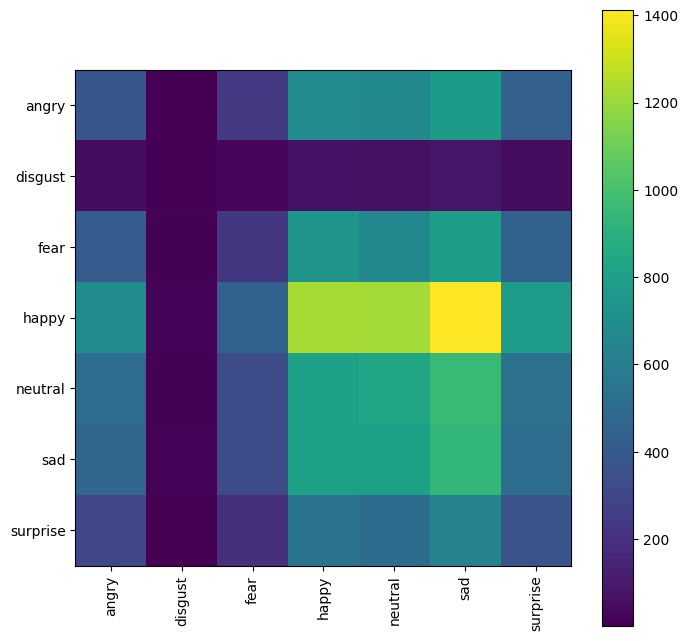 angry
disgust
fear
happy
neutral
sad
surprise
angry
disgust
fear
happy
neutral
sad
surprise
1400
1200
1000
800
600
400
200